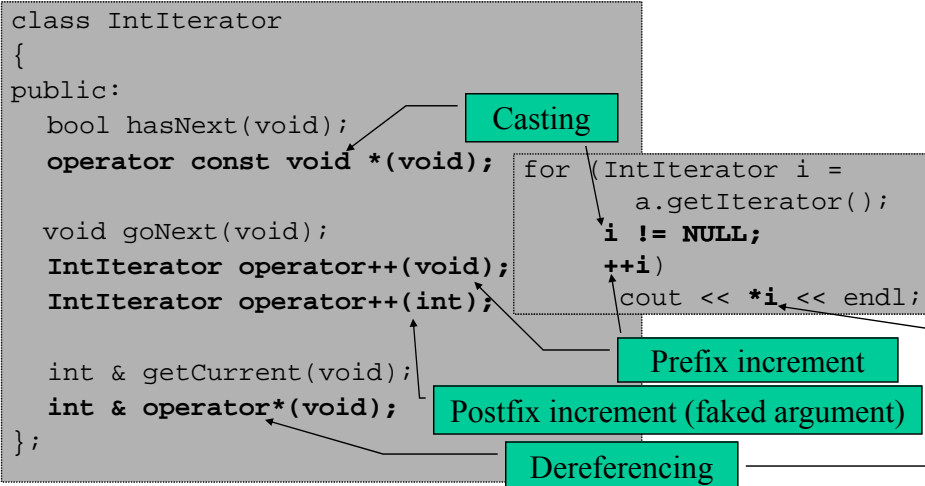 class IntIterator
{
public:
bool hasNext(void);
operator const void *(void);
void goNext(void);
IntIterator operator++(void);
IntIterator operator++(int);
int & getCurrent(void);
int & operator*(void);
};
Casting
for (IntIterator i =
a.getIterator();
i != NULL;
++i)
cout << *i << endl;
Prefix increment
Postfix increment (faked argument)
Dereferencing